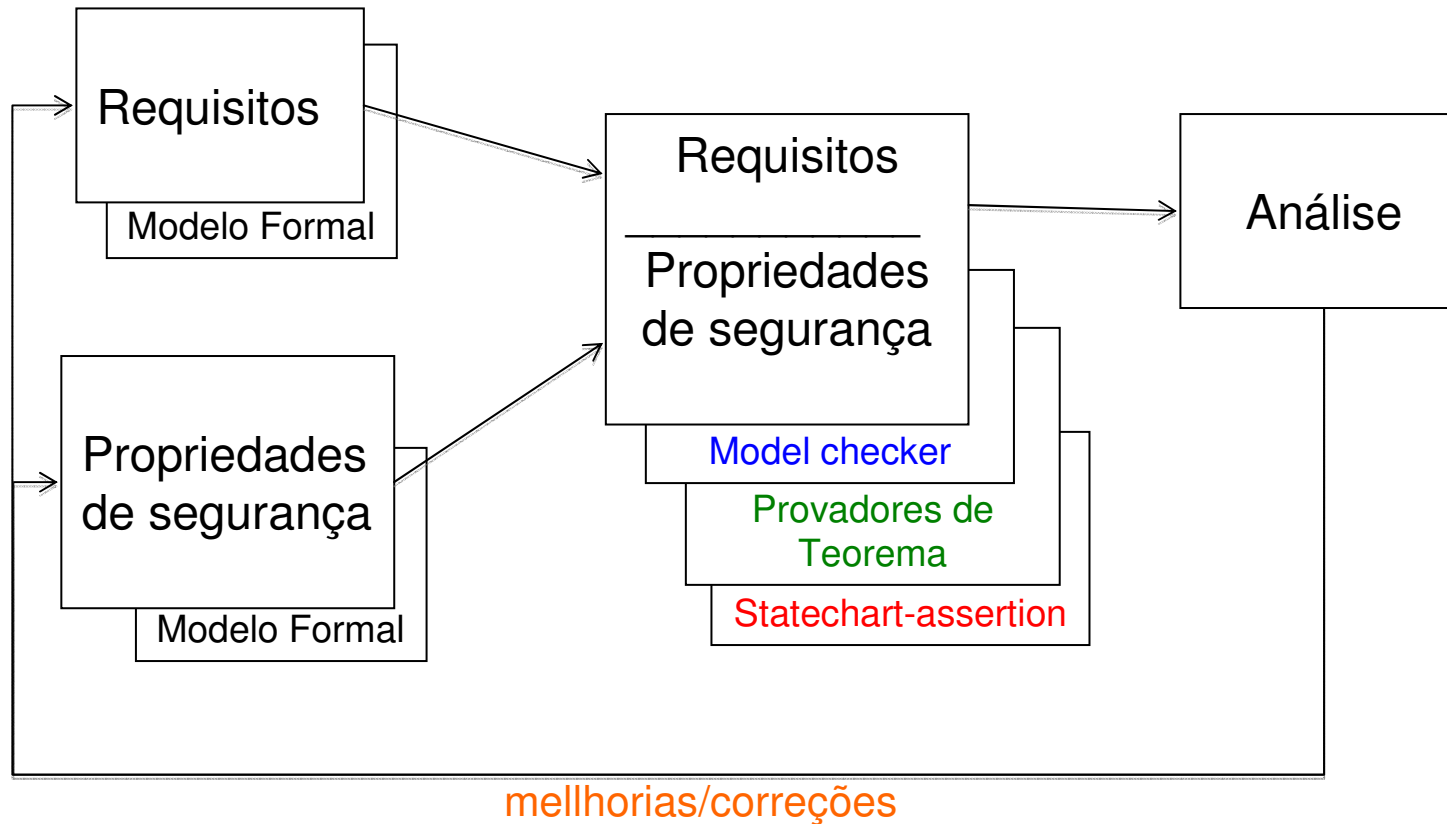 Requisitos
Modelo Formal
Propriedades
de segurança
Modelo Formal
Requisitos
Propriedades
de segurança
Model checker
Provadores de
Teorema
Statechart-assertion
Análise
mellhorias/correções